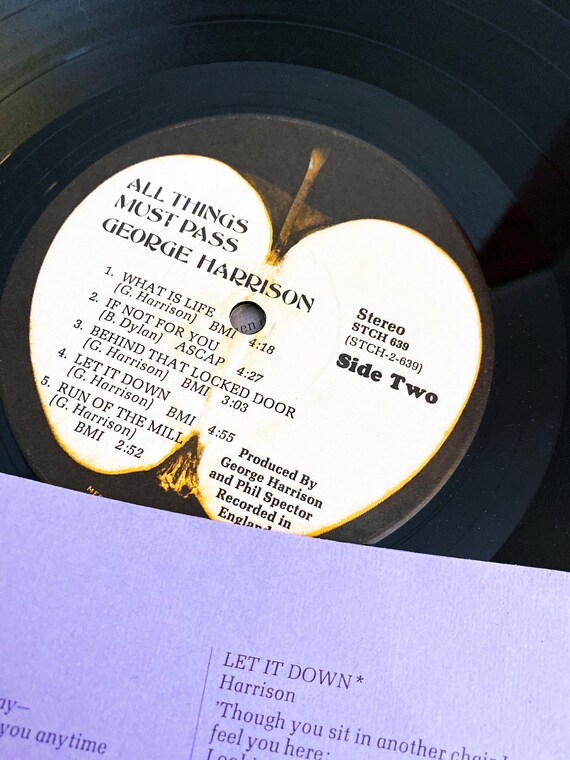 ALL THINGS
MUST PASS
GEORGE HARRISON
1. WHAT IS LIFE
(G. Harrison) BMI 4:18
2. IF NOT FOR YOU
(B. Dylan) ASCAP 4:27
3. BEHIND THAT LOCKED DOOR
(G. Harrison) BMI 3:03
4. LET IT DOWN
(G. Harrison) BMI 4:55
5. RUN OF THE MILL
(G. Harrison)
BMI 2:52
Stereo
STCH 639
(STCH-2-639)
Side Two
Produced By
George Harrison
and Phil Spector
Recorded in
England
ay—
you anytime
LET IT DOWN*
Harrison
'Though you sit in another chair I
feel you here;